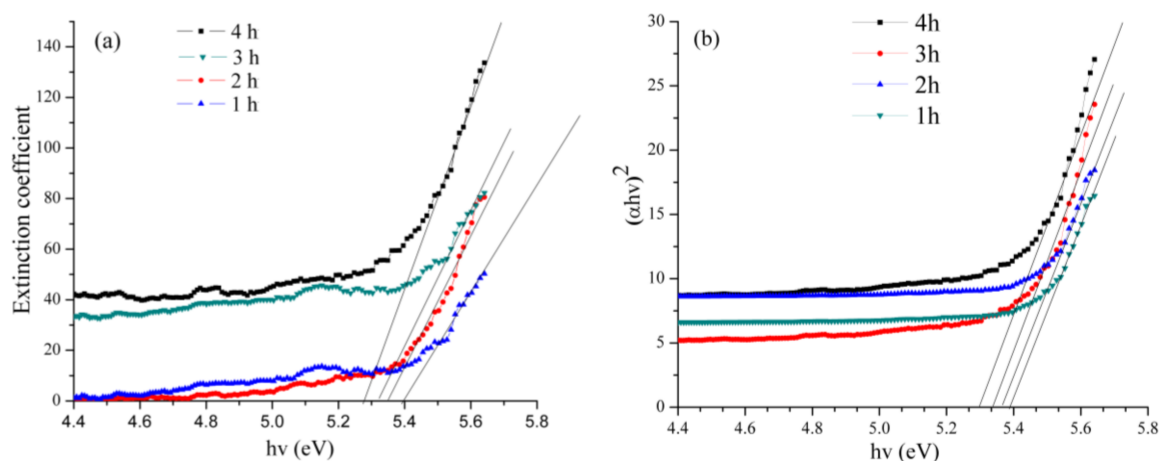 (a)
4 h
3 h
2 h
1 h
Extinction coefficient
140
120
100
80
60
40
20
0
4.4 4.6 4.8 5.0 5.2 5.4 5.6 5.8
hν (eV)
(b)
4h
3h
2h
1h
(αhν)²
30
25
20
15
10
5
0
4.4 4.6 4.8 5.0 5.2 5.4 5.6 5.8
hν (eV)